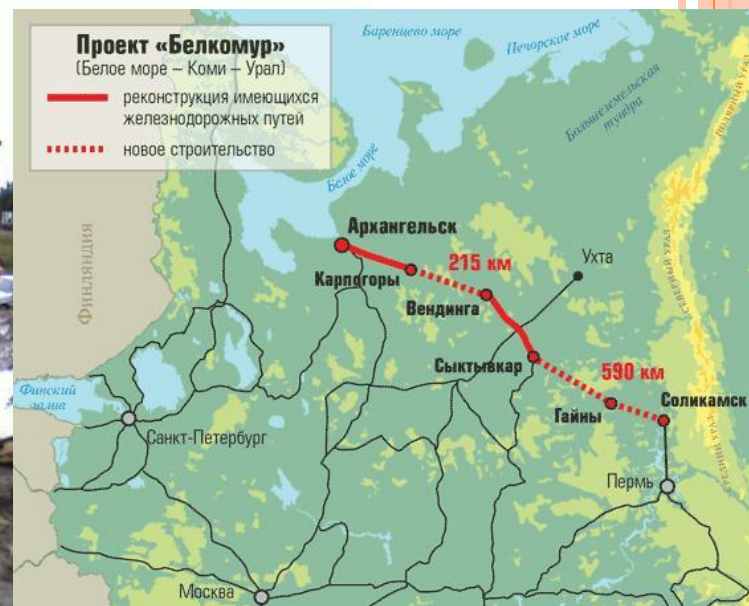 Проект «Белкомур»
(Белое море – Коми – Урал)
реконструкция имеющихся
железнодорожных путей
новое строительство
Баренцево море
Печорское море
Большеземельская
тундра
ПОЛЯРНЫЙ УРАЛ
Белое море
Финляндия
Архангельск
Карпогоры
215 км
Вендинга
Ухта
СЕВЕРНЫЙ УРАЛ
Сыктывкар
590 км
Гайны
Соликамск
СРЕДНИЙ УРАЛ
Финский
залив
Санкт-Петербург
Пермь
Москва